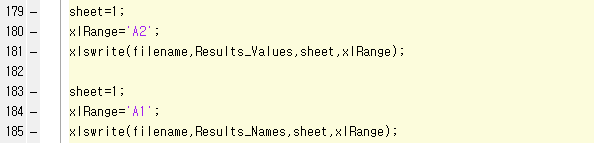 179 – sheet=1;
180 – xlRange='A2';
181 – xlswrite(filename,Results_Values,sheet,xlRange);
182
183 – sheet=1;
184 – xlRange='A1';
185 – xlswrite(filename,Results_Names,sheet,xlRange);